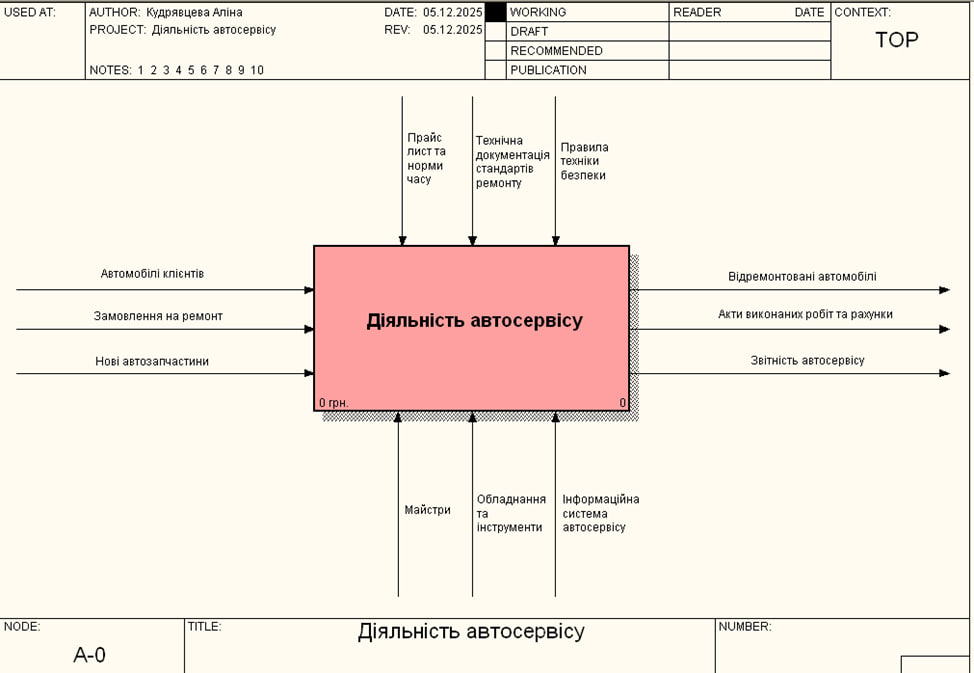 USED AT:
AUTHOR: Кудрявцева Аліна
DATE: 05.12.2025
PROJECT: Діяльність автосервісу
REV: 05.12.2025
NOTES: 1 2 3 4 5 6 7 8 9 10
WORKING
DRAFT
RECOMMENDED
PUBLICATION
READER
DATE
CONTEXT:
TOP
Прайс
лист та
норми
часу
Технічна
документація
стандартів
ремонту
Правила
техніки
безпеки
Автомобілі клієнтів
Замовлення на ремонт
Нові автозапчастини
Діяльність автосервісу
0 грн.
0
Відремонтовані автомобілі
Акти виконаних робіт та рахунки
Звітність автосервісу
Майстри
Обладнання
та
інструменти
Інформаційна
система
автосервісу
NODE:
A-0
TITLE:
Діяльність автосервісу
NUMBER: